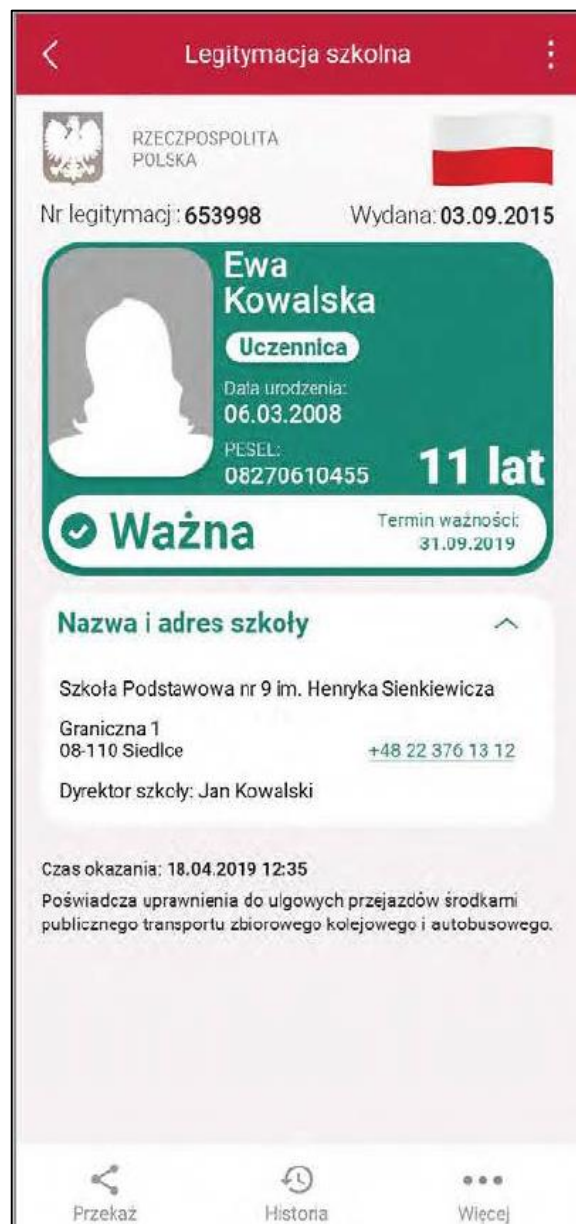 Legitymacja szkolna
RZECZPOSPOLITA
POLSKA
Nr legitymacj : 653998 Wydana: 03.09.2015
Ewa
Kowalska
Uczennica
Data urodzenia:
06.03.2008
PESEL:
08270610455
11 lat
Ważna
Termin ważności:
31.09.2019
Nazwa i adres szkoły
Szkoła Podstawowa nr 9 im. Henryka Sienkiewicza
Graniczna 1
08-110 Siedlce +48 22 376 13 12
Dyrektor szkoły: Jan Kowalski
Czas okazania: 18.04.2019 12:35
Poświadcza uprawnienia do ulgowych przejazdów środkami
publicznego transportu zbiorowego kolejowego i autobusowego.
Przekaż Historia Więcej